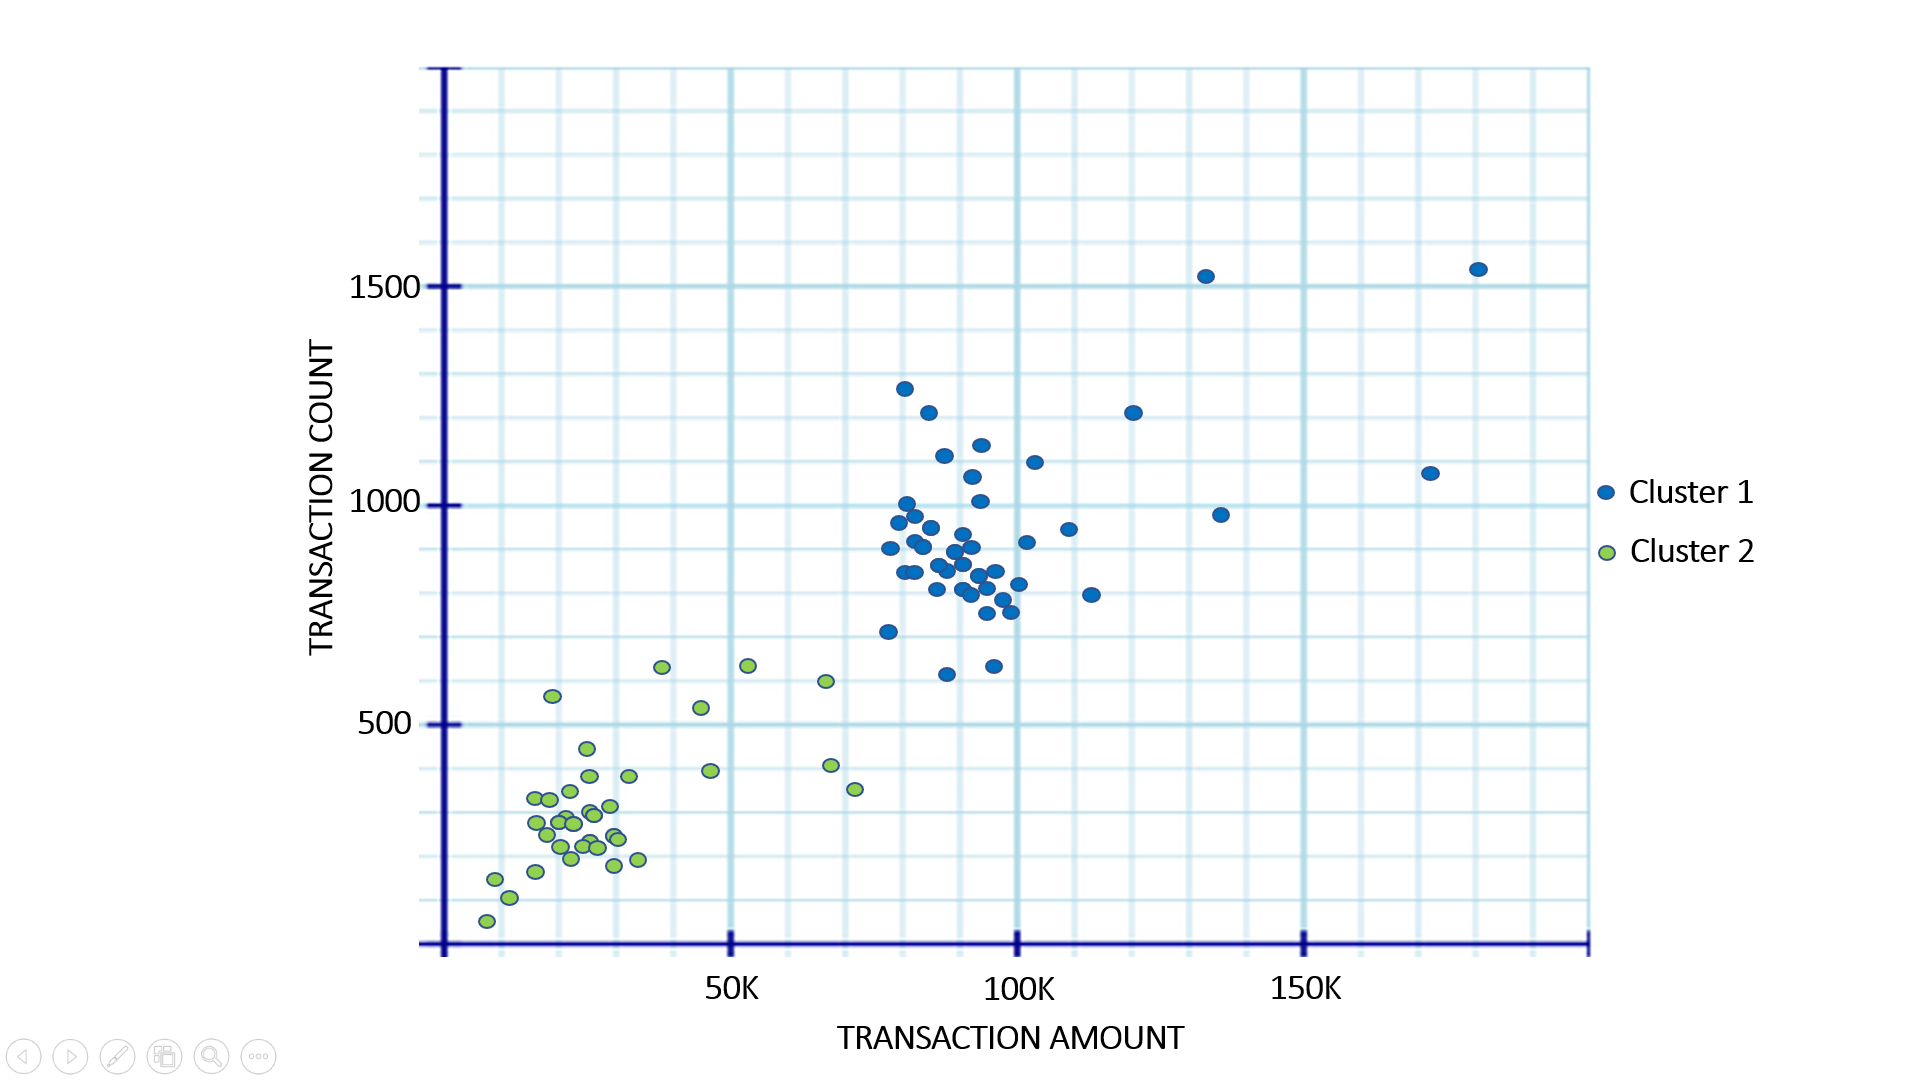 1500
1000
500
TRANSACTION COUNT
Cluster 1
Cluster 2
50K
100K
150K
TRANSACTION AMOUNT